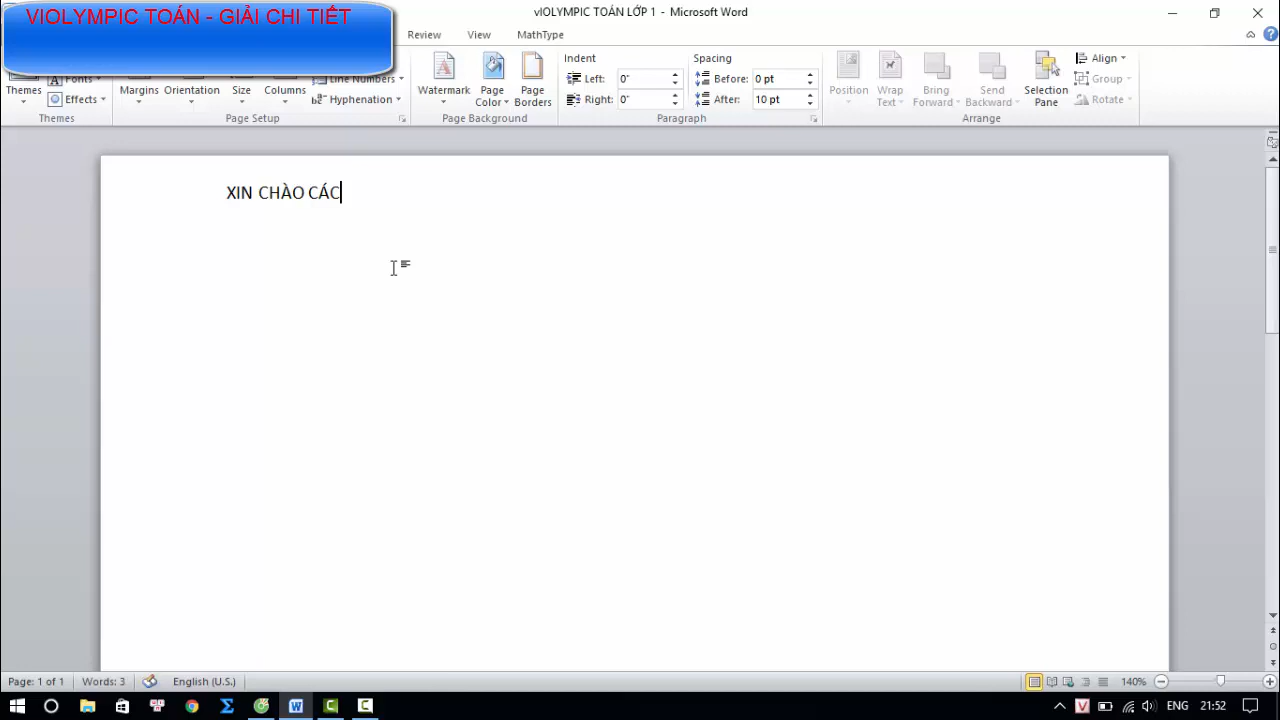 VIOLYMPIC TOÁN - GIẢI CHI TIẾT
vIOLYMPIC TOÁN LỚP 1 - Microsoft Word
Review View MathType
Themes
Fonts
Effects
Themes
Margins
Orientation
Size
Columns
Line Numbers
Hyphenation
Page Setup
Watermark
Page Color
Page Borders
Page Background
Indent
Left: 0"
Right: 0"
Spacing
Before: 0 pt
After: 10 pt
Paragraph
Position
Wrap Text
Bring Forward
Send Backward
Selection Pane
Align
Group
Rotate
Arrange
XIN CHÀO CÁC
Page: 1 of 1 Words: 3 English (U.S.) 140%
ENG 21:52